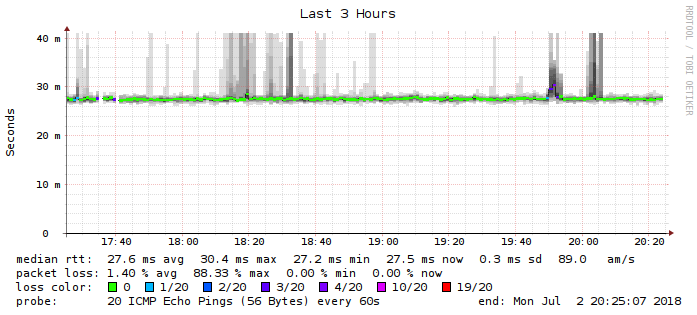 Last 3 Hours
RRDTOOL / TOBI OETIKER
Seconds
40 m
30 m
20 m
10 m
0
17:40 18:00 18:20 18:40 19:00 19:20 19:40 20:00 20:20
median rtt: 27.6 ms avg 30.4 ms max 27.2 ms min 27.5 ms now 0.3 ms sd 89.0 am/s
packet loss: 1.40 % avg 88.33 % max 0.00 % min 0.00 % now
loss color: 0 1/20 2/20 3/20 4/20 10/20 19/20
probe: 20 ICMP Echo Pings (56 Bytes) every 60s end: Mon Jul 2 20:25:07 2018